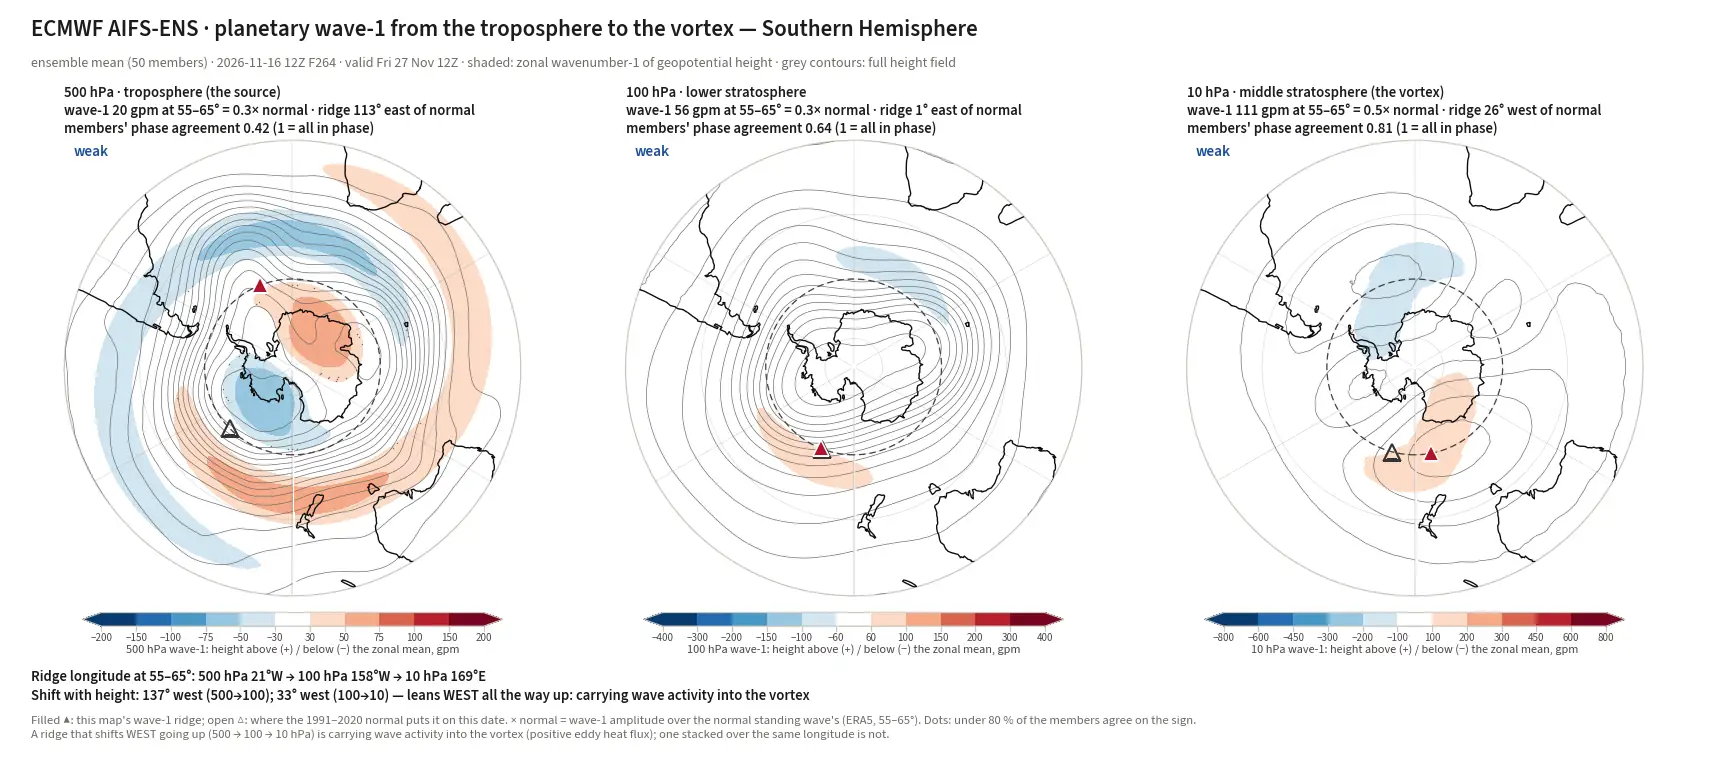 ECMWF AIFS-ENS · planetary wave-1 from the troposphere to the vortex — Southern Hemisphere
ensemble mean (50 members) · 2026-11-16 12Z F264 · valid Fri 27 Nov 12Z · shaded: zonal wavenumber-1 of geopotential height · grey contours: full height field
500 hPa · troposphere (the source)
wave-1 20 gpm at 55–65° = 0.3× normal · ridge 113° east of normal
members' phase agreement 0.42 (1 = all in phase)
weak
100 hPa · lower stratosphere
wave-1 56 gpm at 55–65° = 0.3× normal · ridge 1° east of normal
members' phase agreement 0.64 (1 = all in phase)
weak
10 hPa · middle stratosphere (the vortex)
wave-1 111 gpm at 55–65° = 0.5× normal · ridge 26° west of normal
members' phase agreement 0.81 (1 = all in phase)
weak
−200 −150 −100 −75 −50 −30 30 50 75 100 150 200
500 hPa wave-1: height above (+) / below (−) the zonal mean, gpm
−400 −300 −200 −150 −100 −60 60 100 150 200 300 400
100 hPa wave-1: height above (+) / below (−) the zonal mean, gpm
−800 −600 −450 −300 −200 −100 100 200 300 450 600 800
10 hPa wave-1: height above (+) / below (−) the zonal mean, gpm
Ridge longitude at 55–65°: 500 hPa 21°W → 100 hPa 158°W → 10 hPa 169°E
Shift with height: 137° west (500→100); 33° west (100→10) — leans WEST all the way up: carrying wave activity into the vortex
Filled ▲: this map's wave-1 ridge; open △: where the 1991–2020 normal puts it on this date. × normal = wave-1 amplitude over the normal standing wave's (ERA5, 55–65°). Dots: under 80 % of the members agree on the sign.
A ridge that shifts WEST going up (500 → 100 → 10 hPa) is carrying wave activity into the vortex (positive eddy heat flux); one stacked over the same longitude is not.